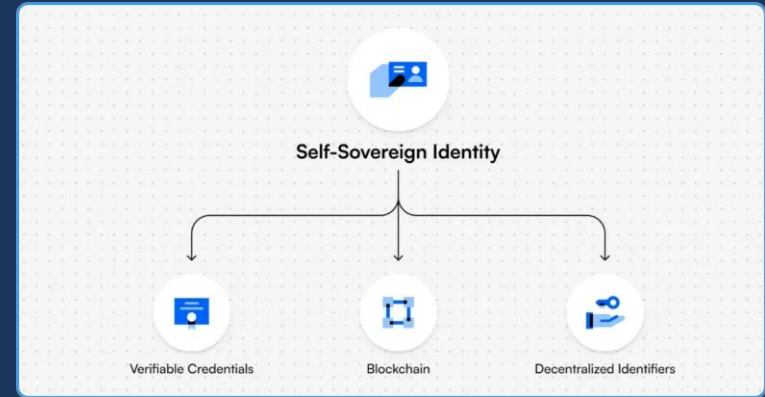 Self-Sovereign Identity
Verifiable Credentials
Blockchain
Decentralized Identifiers